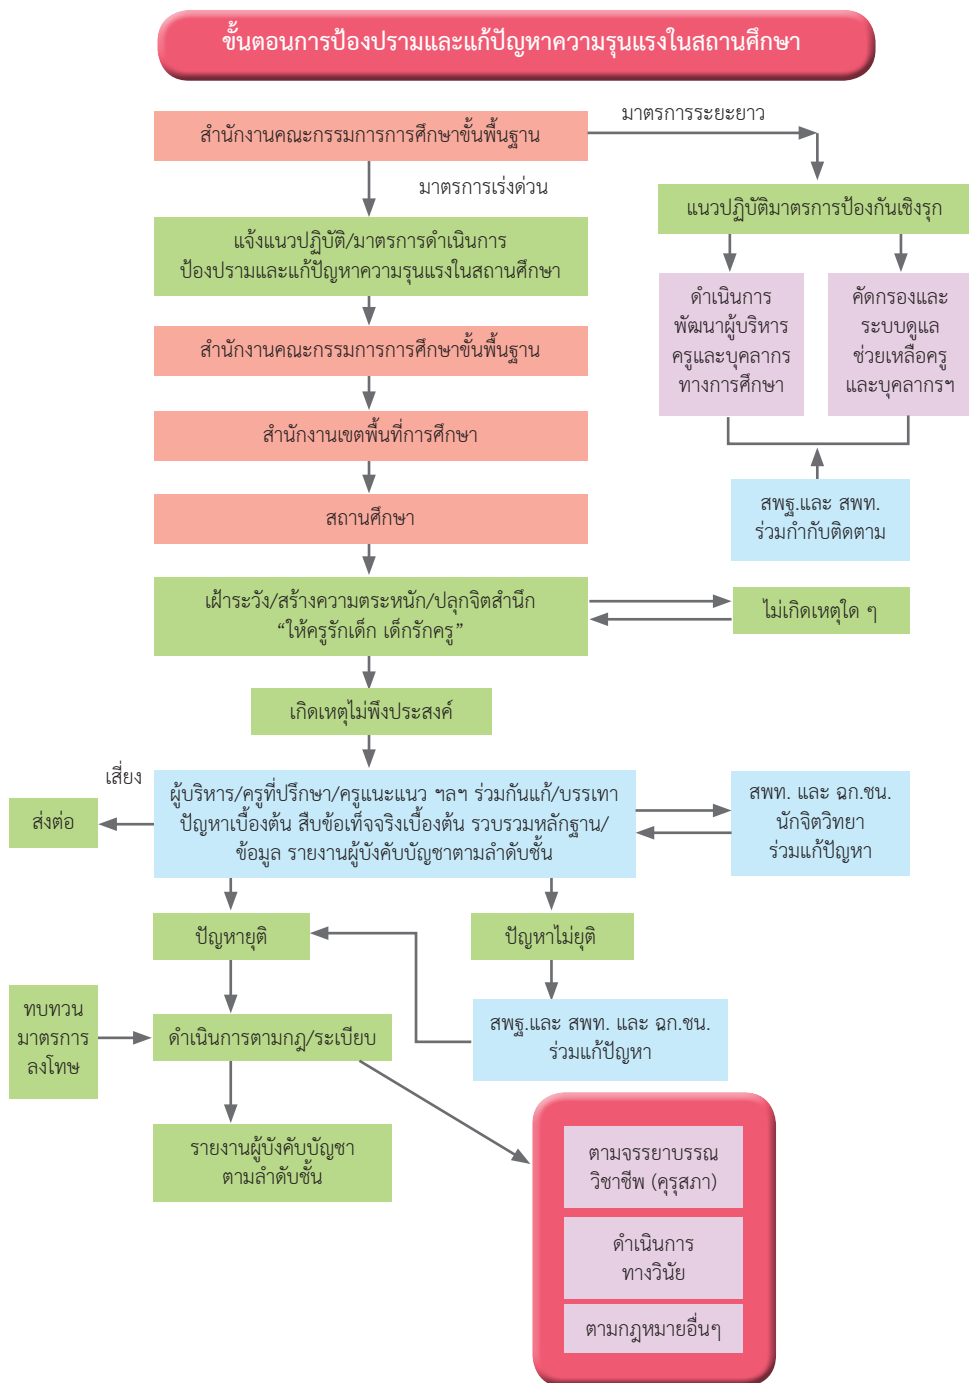 ขั้นตอนการป้องปรามและแก้ปัญหาความรุนแรงในสถานศึกษา
มาตรการระยะยาว
สำนักงานคณะกรรมการการศึกษาขั้นพื้นฐาน
มาตรการเร่งด่วน
แนวปฏิบัติมาตรการป้องกันเชิงรุก
แจ้งแนวปฏิบัติ/มาตรการดำเนินการ
ป้องปรามและแก้ปัญหาความรุนแรงในสถานศึกษา
ดำเนินการ
พัฒนาผู้บริหาร
ครูและบุคลากร
ทางการศึกษา
คัดกรองและ
ระบบดูแล
ช่วยเหลือครู
และบุคลากรฯ
สำนักงานคณะกรรมการการศึกษาขั้นพื้นฐาน
สำนักงานเขตพื้นที่การศึกษา
สถานศึกษา
สพฐ.และ สพท.
ร่วมกำกับติดตาม
เฝ้าระวัง/สร้างความตระหนัก/ปลุกจิตสำนึก
“ให้ครูรักเด็ก เด็กรักครู”
ไม่เกิดเหตุใด ๆ
เกิดเหตุไม่พึงประสงค์
เสี่ยง
ส่งต่อ
ผู้บริหาร/ครูที่ปรึกษา/ครูแนะแนว ฯลฯ ร่วมกันแก้/บรรเทา
ปัญหาเบื้องต้น สืบข้อเท็จจริงเบื้องต้น รวบรวมหลักฐาน/
ข้อมูล รายงานผู้บังคับบัญชาตามลำดับชั้น
สพท. และ ฉก.ชน.
นักจิตวิทยา
ร่วมแก้ปัญหา
ปัญหายุติ
ปัญหาไม่ยุติ
ทบทวน
มาตรการ
ลงโทษ
ดำเนินการตามกฎ/ระเบียบ
สพฐ.และ สพท. และ ฉก.ชน.
ร่วมแก้ปัญหา
รายงานผู้บังคับบัญชา
ตามลำดับชั้น
ตามจรรยาบรรณ
วิชาชีพ (คุรุสภา)
ดำเนินการ
ทางวินัย
ตามกฎหมายอื่นๆ